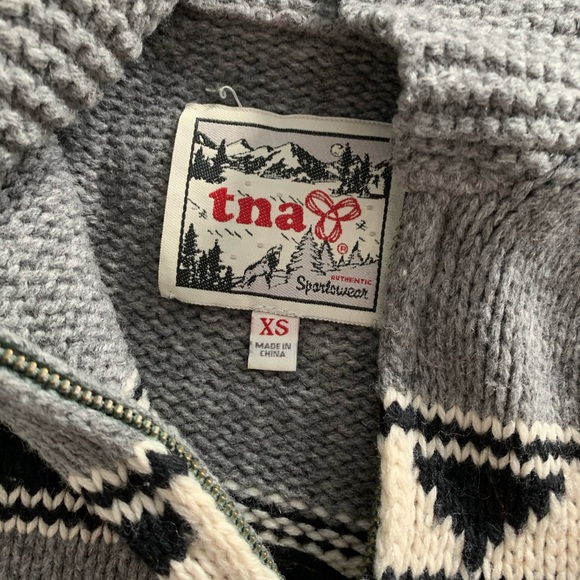 tna
®
AUTHENTIC
Sportswear
XS
MADE IN
CHINA